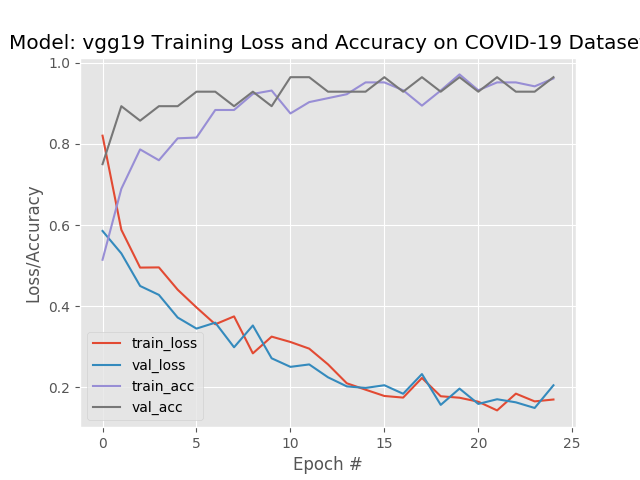 Model: vgg19 Training Loss and Accuracy on COVID-19 Datase
1.0
0.8
0.6
0.4
0.2
Loss/Accuracy
train_loss
val_loss
train_acc
val_acc
0 5 10 15 20 25
Epoch #